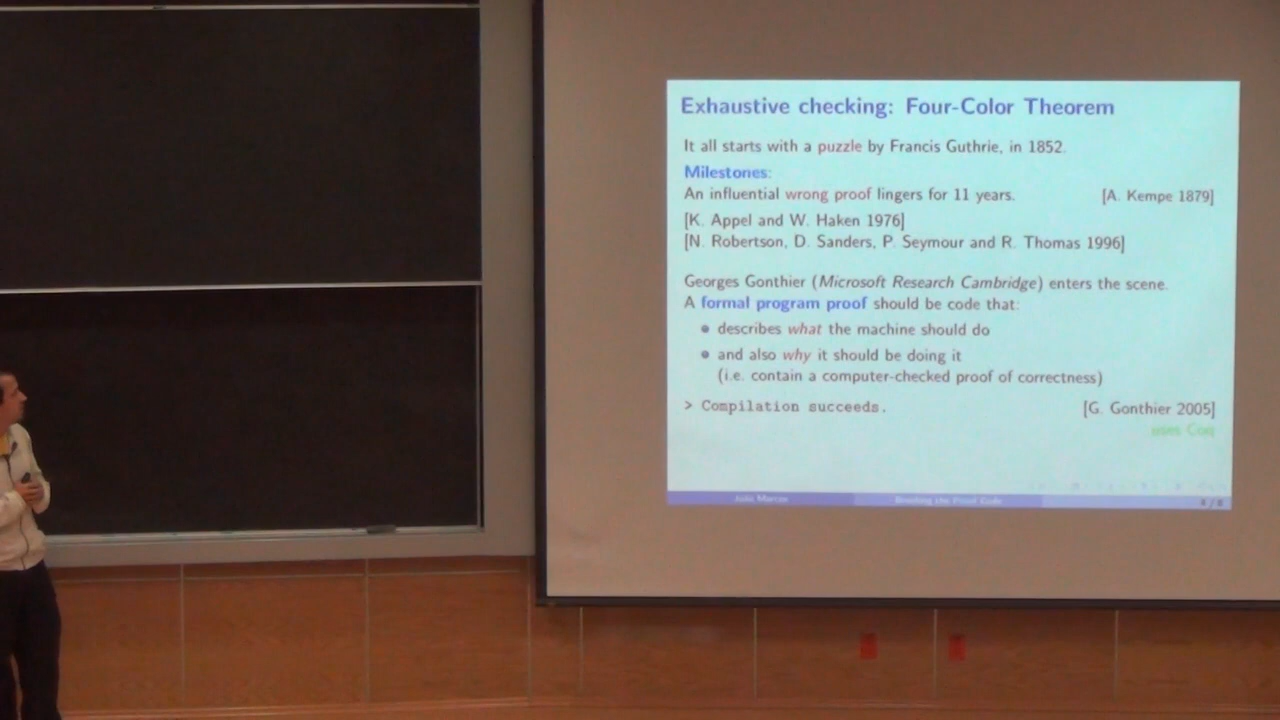 Exhaustive checking: Four-Color Theorem
It all starts with a puzzle by Francis Guthrie, in 1852.
Milestones:
An influential wrong proof lingers for 11 years. [A. Kempe 1879]
[K. Appel and W. Haken 1976]
[N. Robertson, D. Sanders, P. Seymour and R. Thomas 1996]
Georges Gonthier (Microsoft Research Cambridge) enters the scene.
A formal program proof should be code that:
• describes what the machine should do
• and also why it should be doing it
(i.e. contain a computer-checked proof of correctness)
> Compilation succeeds. [G. Gonthier 2005]
uses Coq
João Marcos the Proof Code